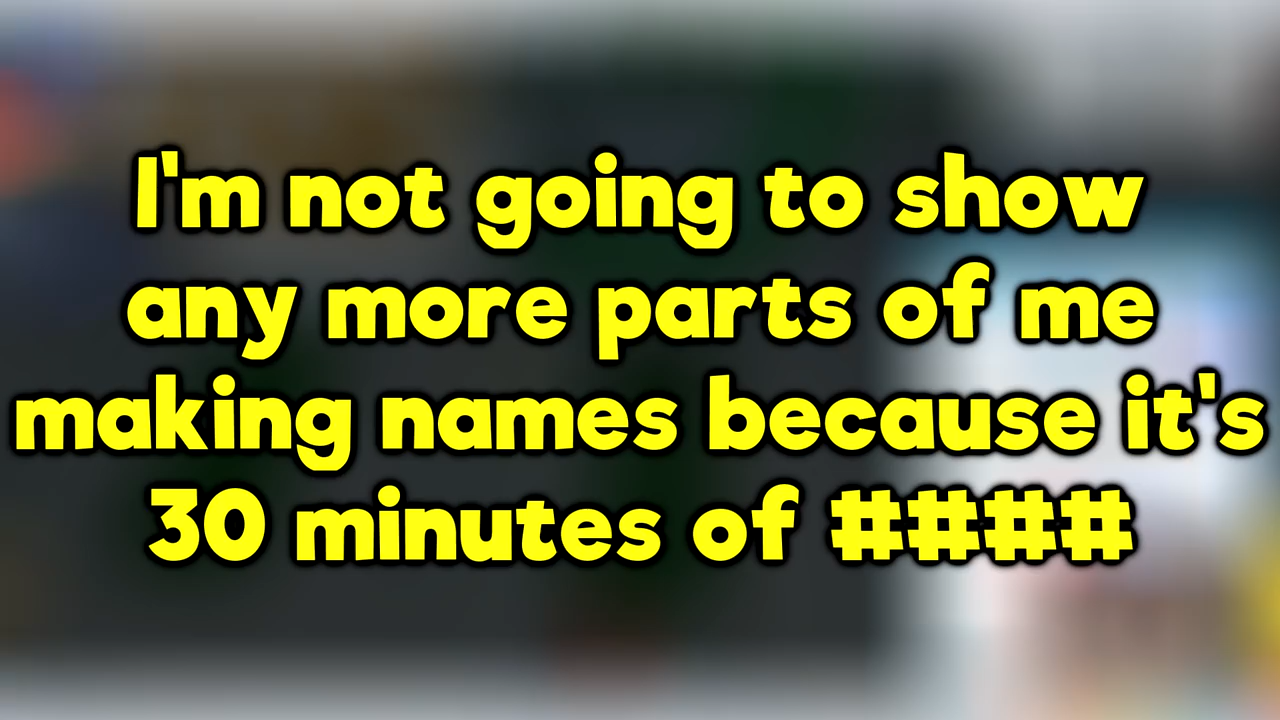 I'm not going to show
any more parts of me
making names because it's
30 minutes of ####